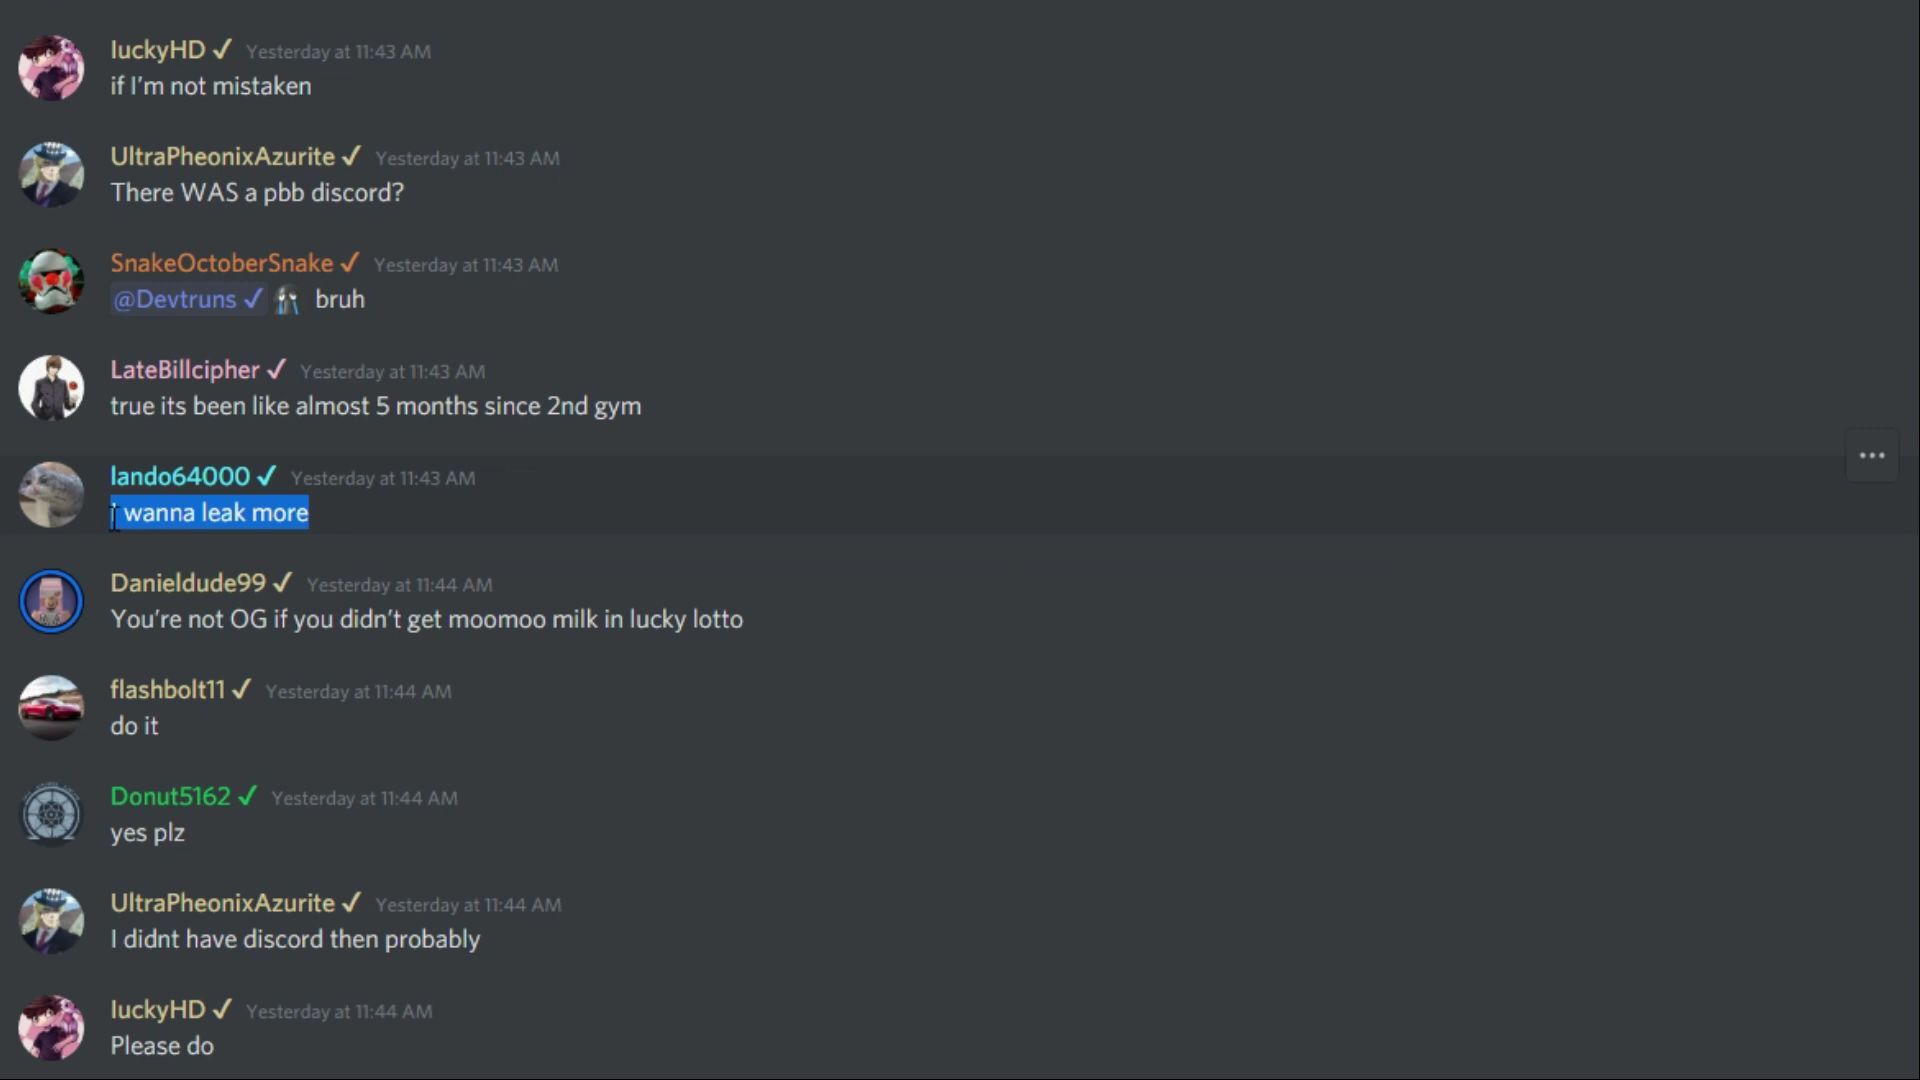 luckyHD ✓ Yesterday at 11:43 AM
if I'm not mistaken
UltraPheonixAzurite ✓ Yesterday at 11:43 AM
There WAS a pbb discord?
SnakeOctoberSnake ✓ Yesterday at 11:43 AM
@Devtruns ✓ bruh
LateBillcipher ✓ Yesterday at 11:43 AM
true its been like almost 5 months since 2nd gym
lando64000 ✓ Yesterday at 11:43 AM
i wanna leak more
Danieldude99 ✓ Yesterday at 11:44 AM
You're not OG if you didn't get moomoo milk in lucky lotto
flashbolt11 ✓ Yesterday at 11:44 AM
do it
Donut5162 ✓ Yesterday at 11:44 AM
yes plz
UltraPheonixAzurite ✓ Yesterday at 11:44 AM
I didnt have discord then probably
luckyHD ✓ Yesterday at 11:44 AM
Please do